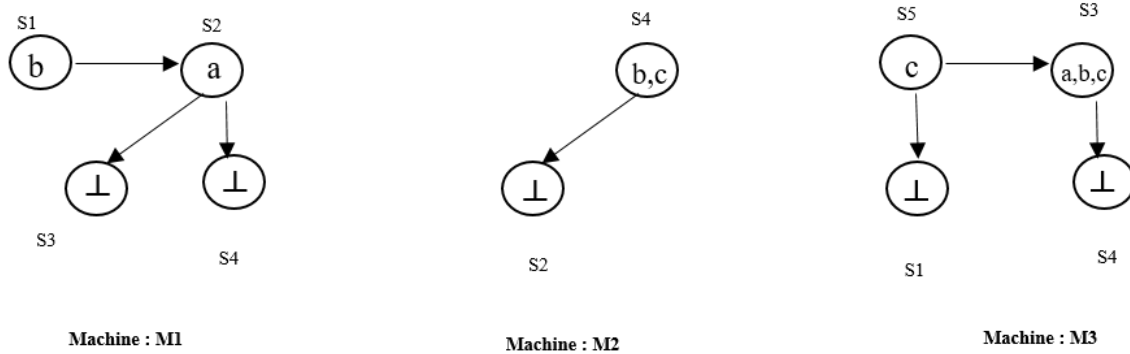 S1
S2
b
a
⊥
⊥
S3
S4
Machine : M1
S4
b,c
⊥
S2
Machine : M2
S5
S3
c
a,b,c
⊥
⊥
S1
S4
Machine : M3